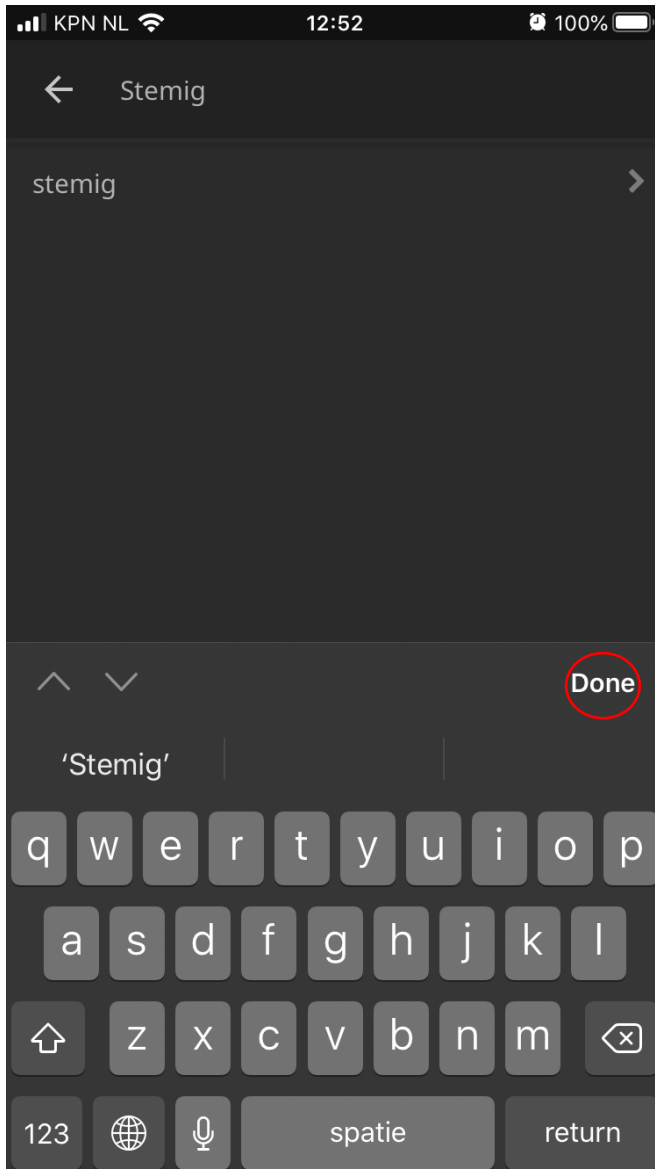 KPN NL 12:52 100%
Stemig
stemig
Done
‘Stemig’
q w e r t y u i o p
a s d f g h j k l
z x c v b n m
123 spatie return